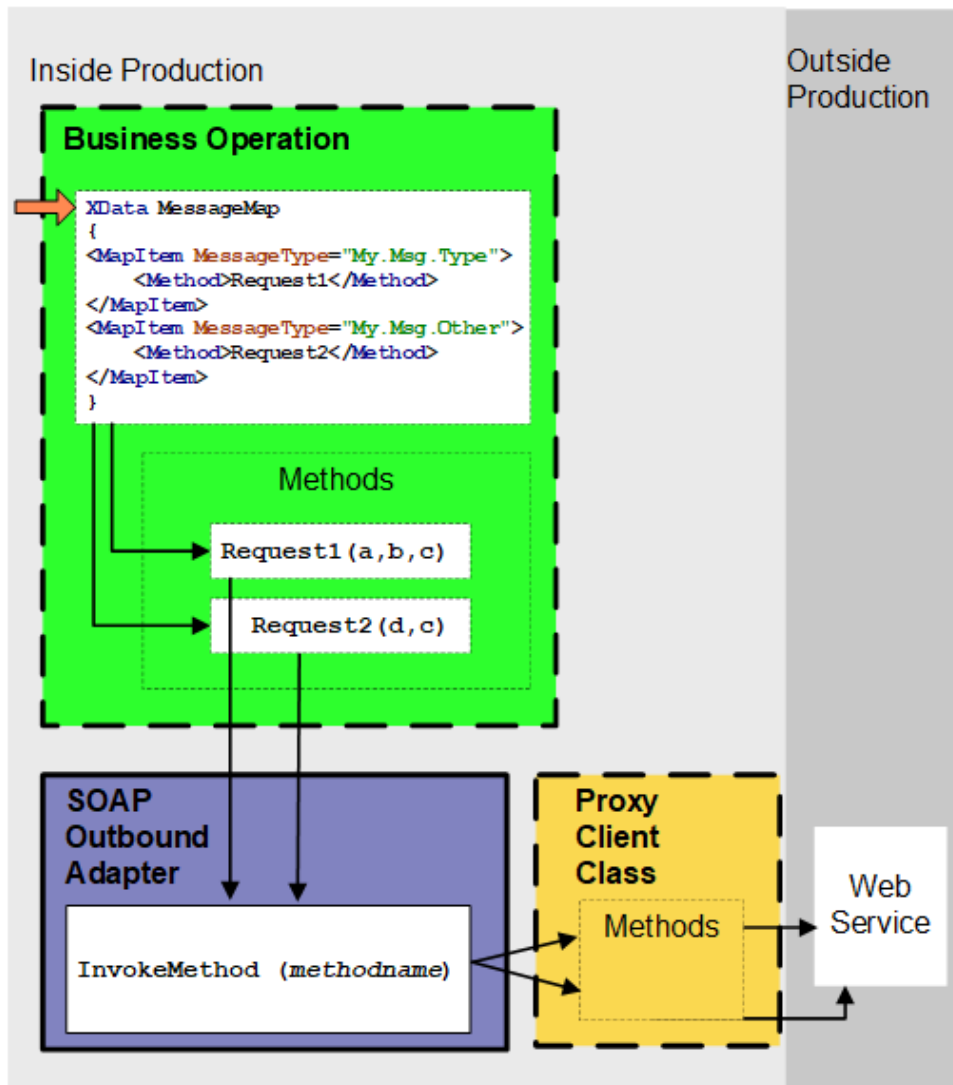 Inside Production
Outside
Production
Business Operation
XData MessageMap
{
<MapItem MessageType="My.Msg.Type">
    <Method>Request1</Method>
</MapItem>
<MapItem MessageType="My.Msg.Other">
    <Method>Request2</Method>
</MapItem>
}
Methods
Request1(a,b,c)
Request2(d,c)
SOAP
Outbound
Adapter
InvokeMethod (methodname)
Proxy
Client
Class
Methods
Web
Service